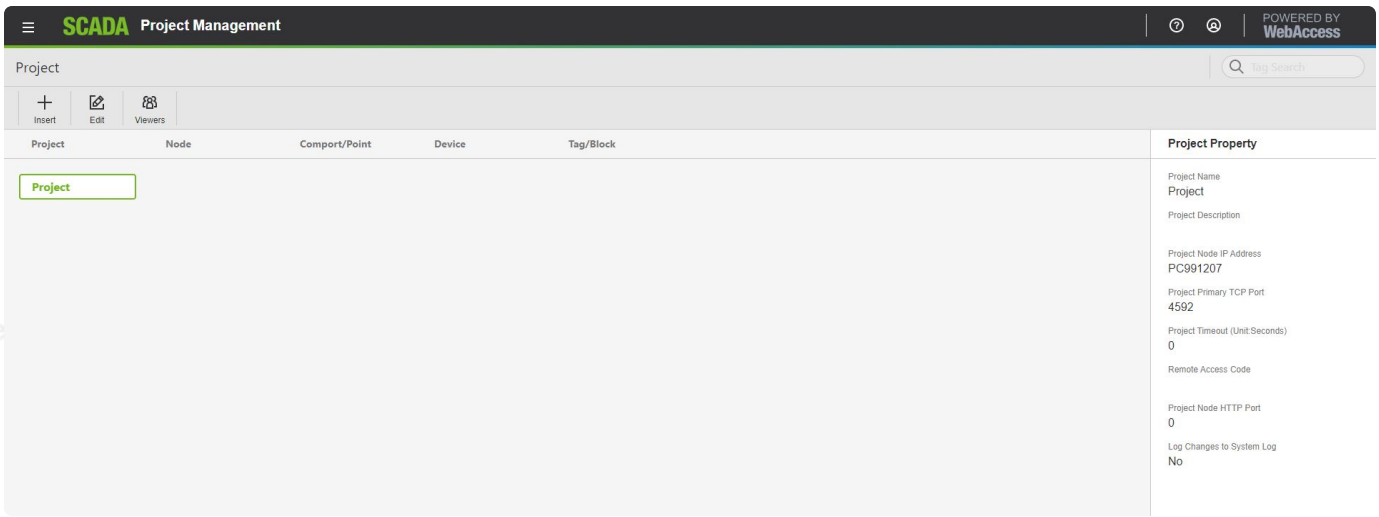 SCADA Project Management
POWERED BY
WebAccess
Project
Tag Search
Insert Edit Viewers
Project Node Comport/Point Device Tag/Block
Project
Project Property
Project Name
Project
Project Description
Project Node IP Address
PC991207
Project Primary TCP Port
4592
Project Timeout (Unit:Seconds)
0
Remote Access Code
Project Node HTTP Port
0
Log Changes to System Log
No